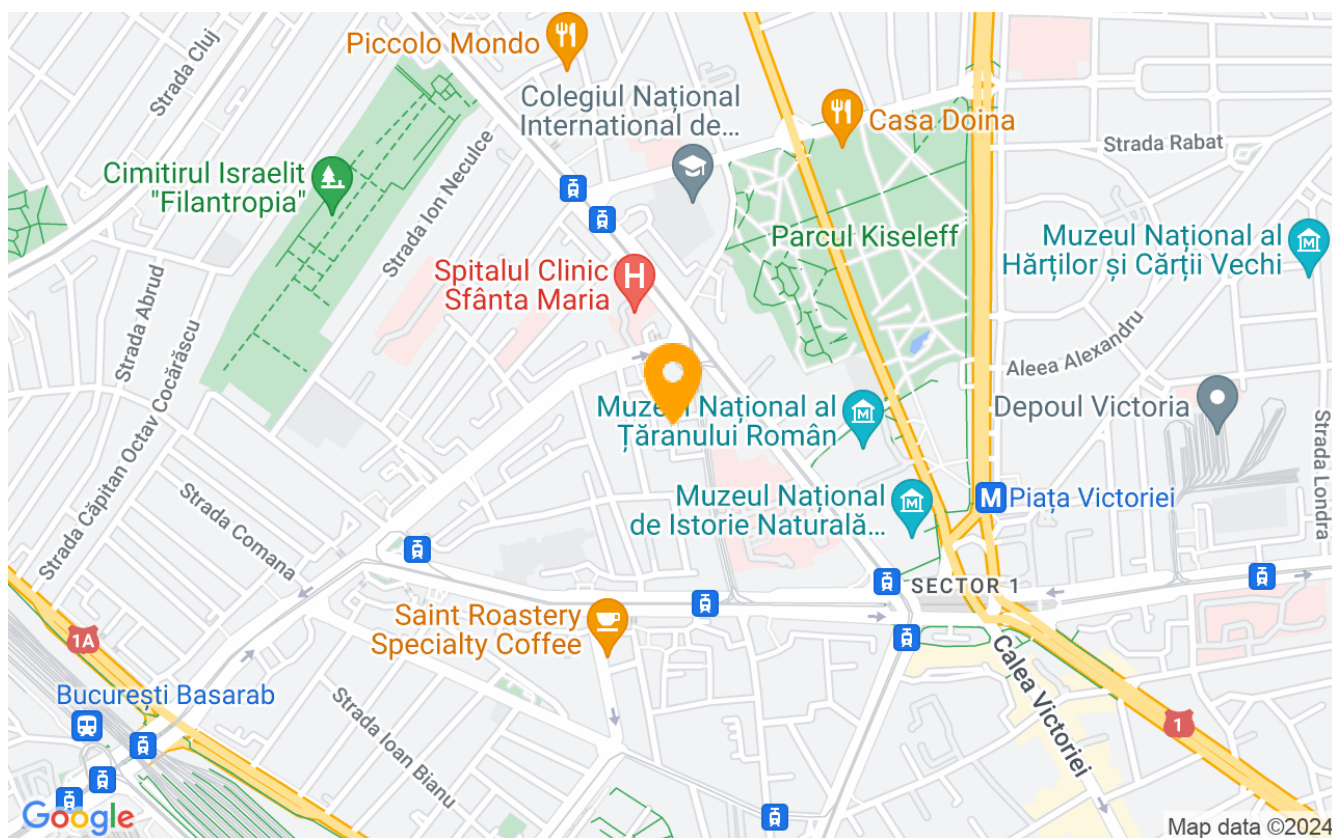 Strada Cluj
Piccolo Mondo
Colegiul Național
International de...
Casa Doina
Strada Rabat
Cimitirul Israelit
"Filantropia"
Strada Ion Neculce
Parcul Kiseleff
Muzeul Național al
Hărților și Cărții Vechi
Spitalul Clinic
Sfânta Maria
H
Strada Abrud
Strada Căpitan Octav Cocărăscu
Aleea Alexandru
Muzeul Național al
Țăranului Român
M
Depoul Victoria
Strada Londra
Strada Comana
Muzeul Național
de Istorie Naturală...
M
M
Piața Victoriei
SECTOR 1
Saint Roastery
Specialty Coffee
1A
București Basarab
Strada Ioan Bianu
Calea Victoriei
1
Google
Map data ©2024